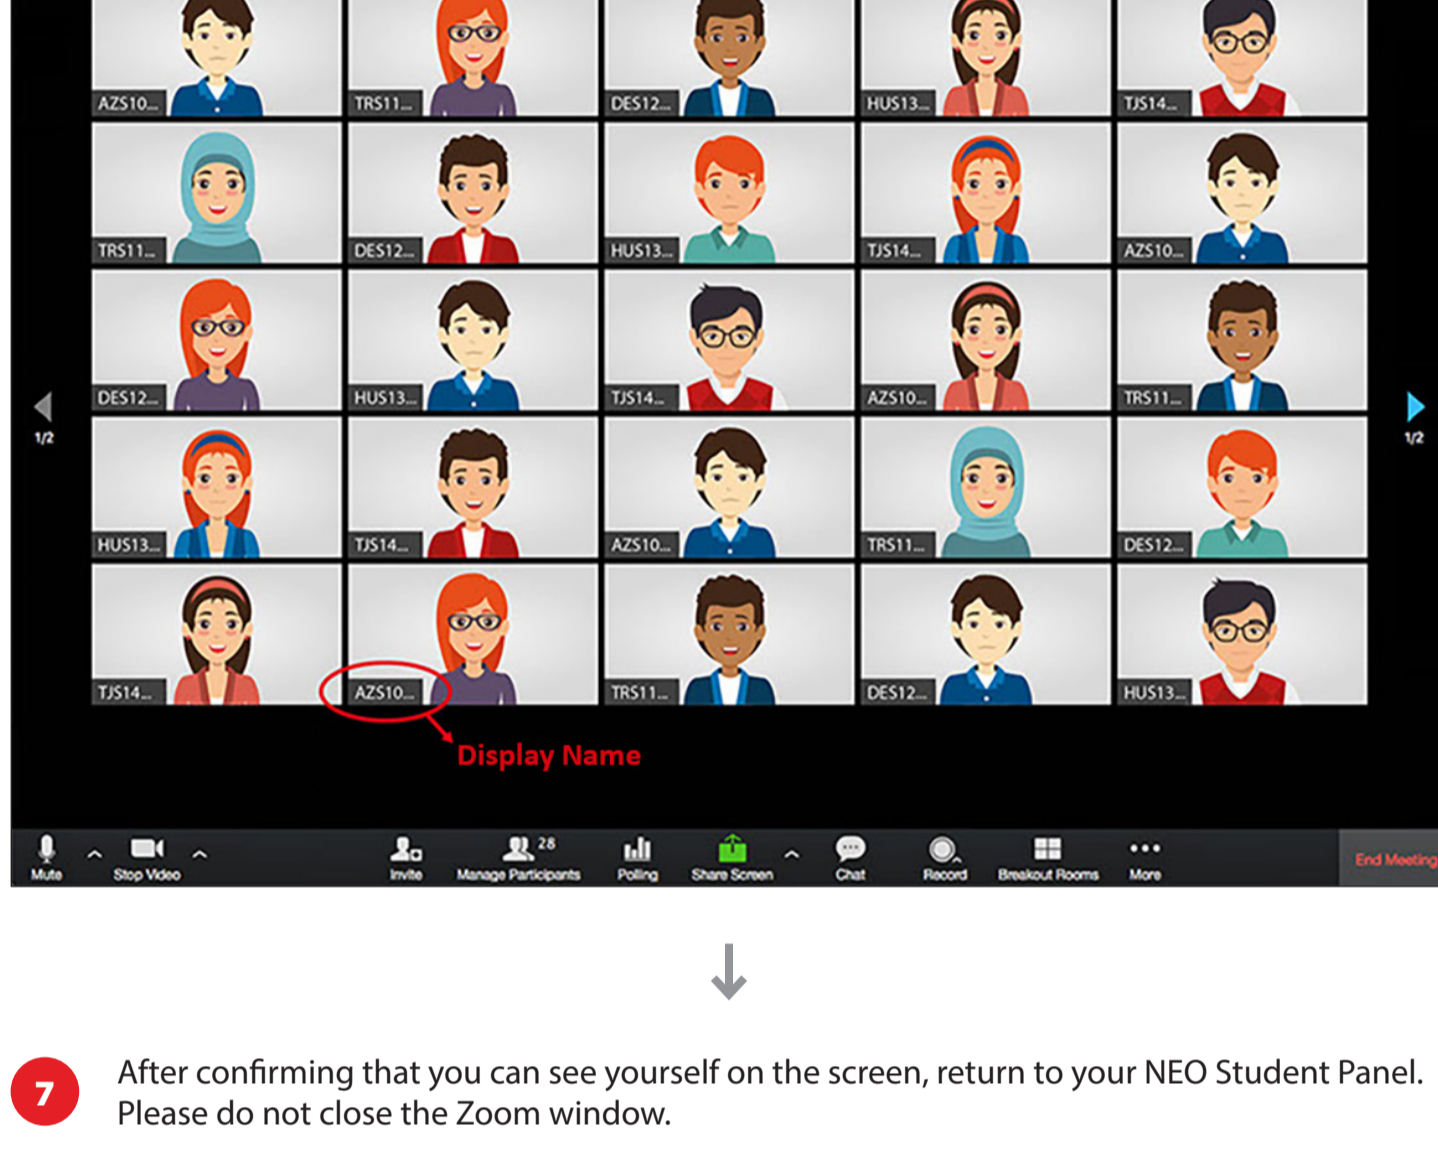 AZS10... TRS11... DES12... HUS13... TJS14...
TRS11... DES12... HUS13... TJS14... AZS10...
DES12... HUS13... TJS14... AZS10... TRS11...
1/2 1/2
HUS13... TJS14... AZS10... TRS11... DES12...
TJS14... AZS10... TRS11... DES12... HUS13...
Display Name
28
Mute Stop Video Invite Manage Participants Polling Share Screen Chat Record Breakout Rooms More End Meeting
7
After confirming that you can see yourself on the screen, return to your NEO Student Panel.
Please do not close the Zoom window.